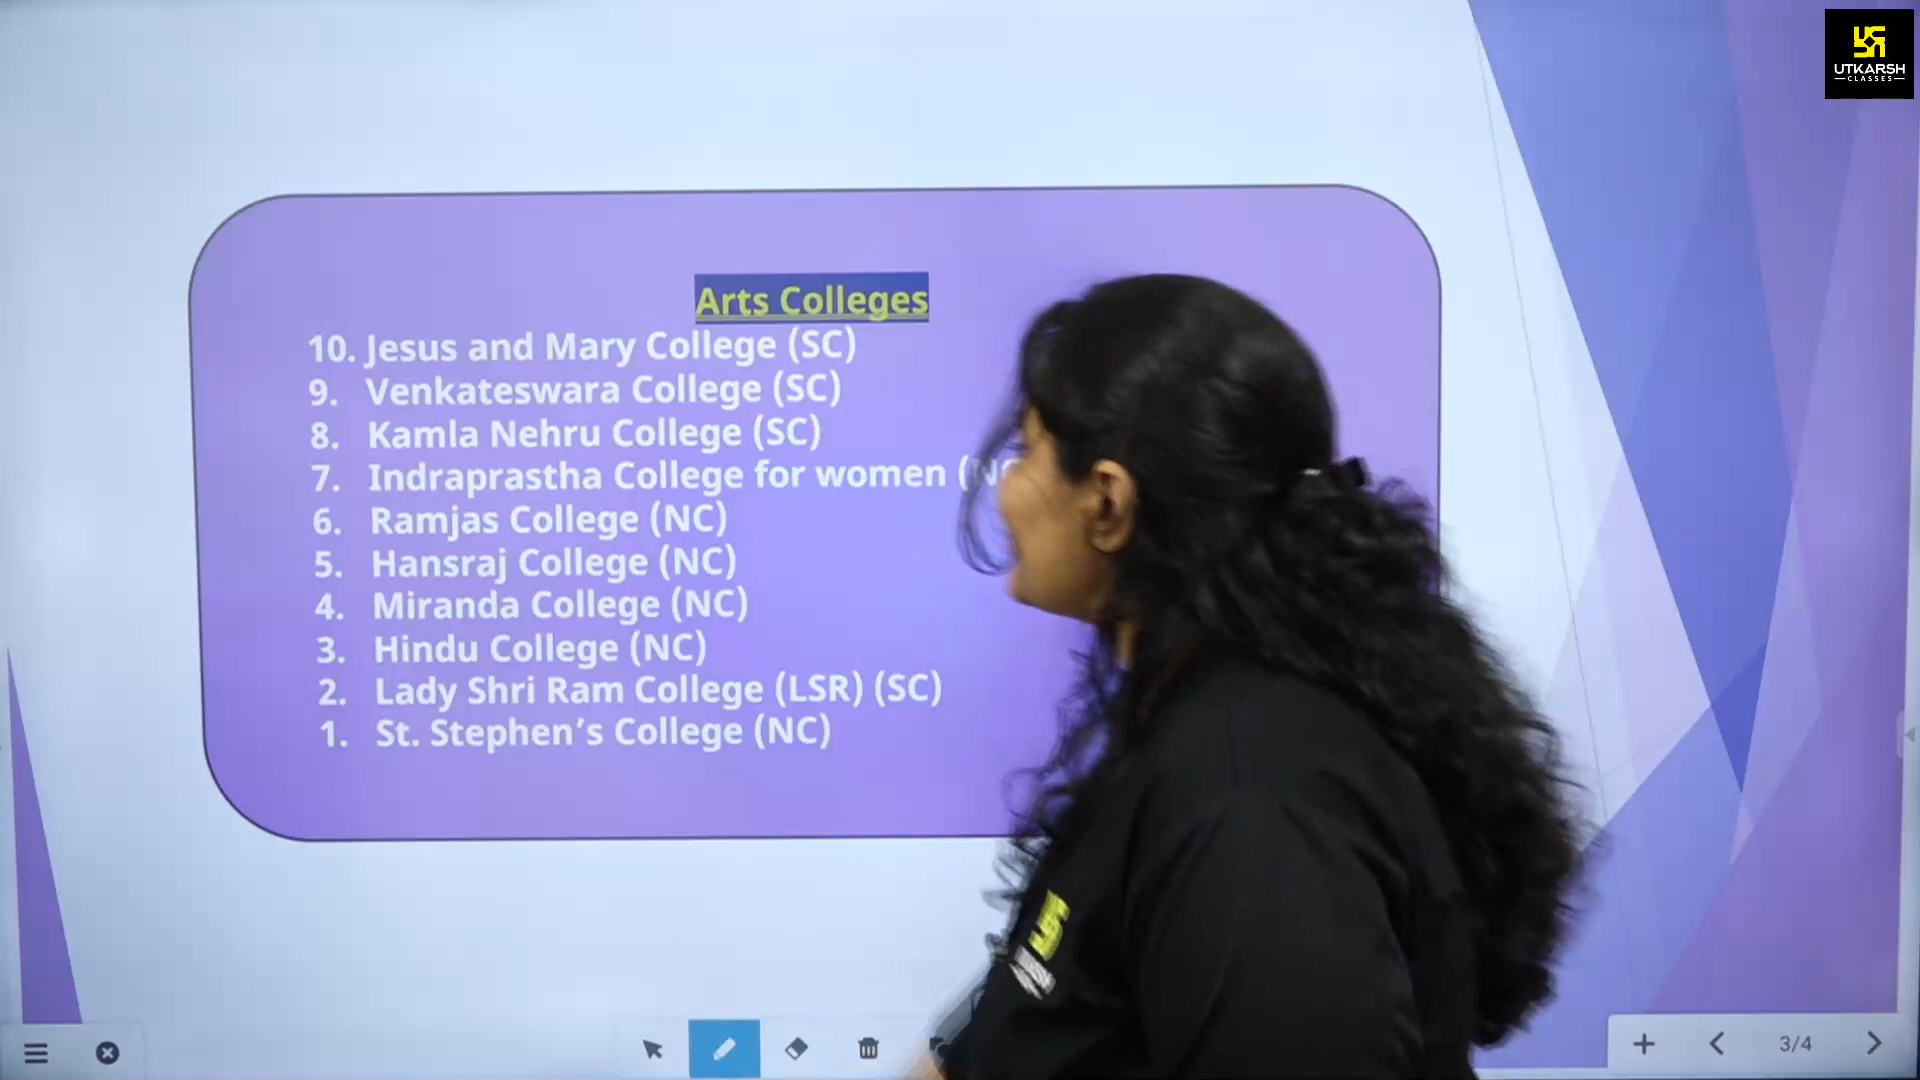 UTKARSH
CLASSES
Arts Colleges
10. Jesus and Mary College (SC)
9. Venkateswara College (SC)
8. Kamla Nehru College (SC)
7. Indraprastha College for women
6. Ramjas College (NC)
5. Hansraj College (NC)
4. Miranda College (NC)
3. Hindu College (NC)
2. Lady Shri Ram College (LSR) (SC)
1. St. Stephen’s College (NC)
3/4